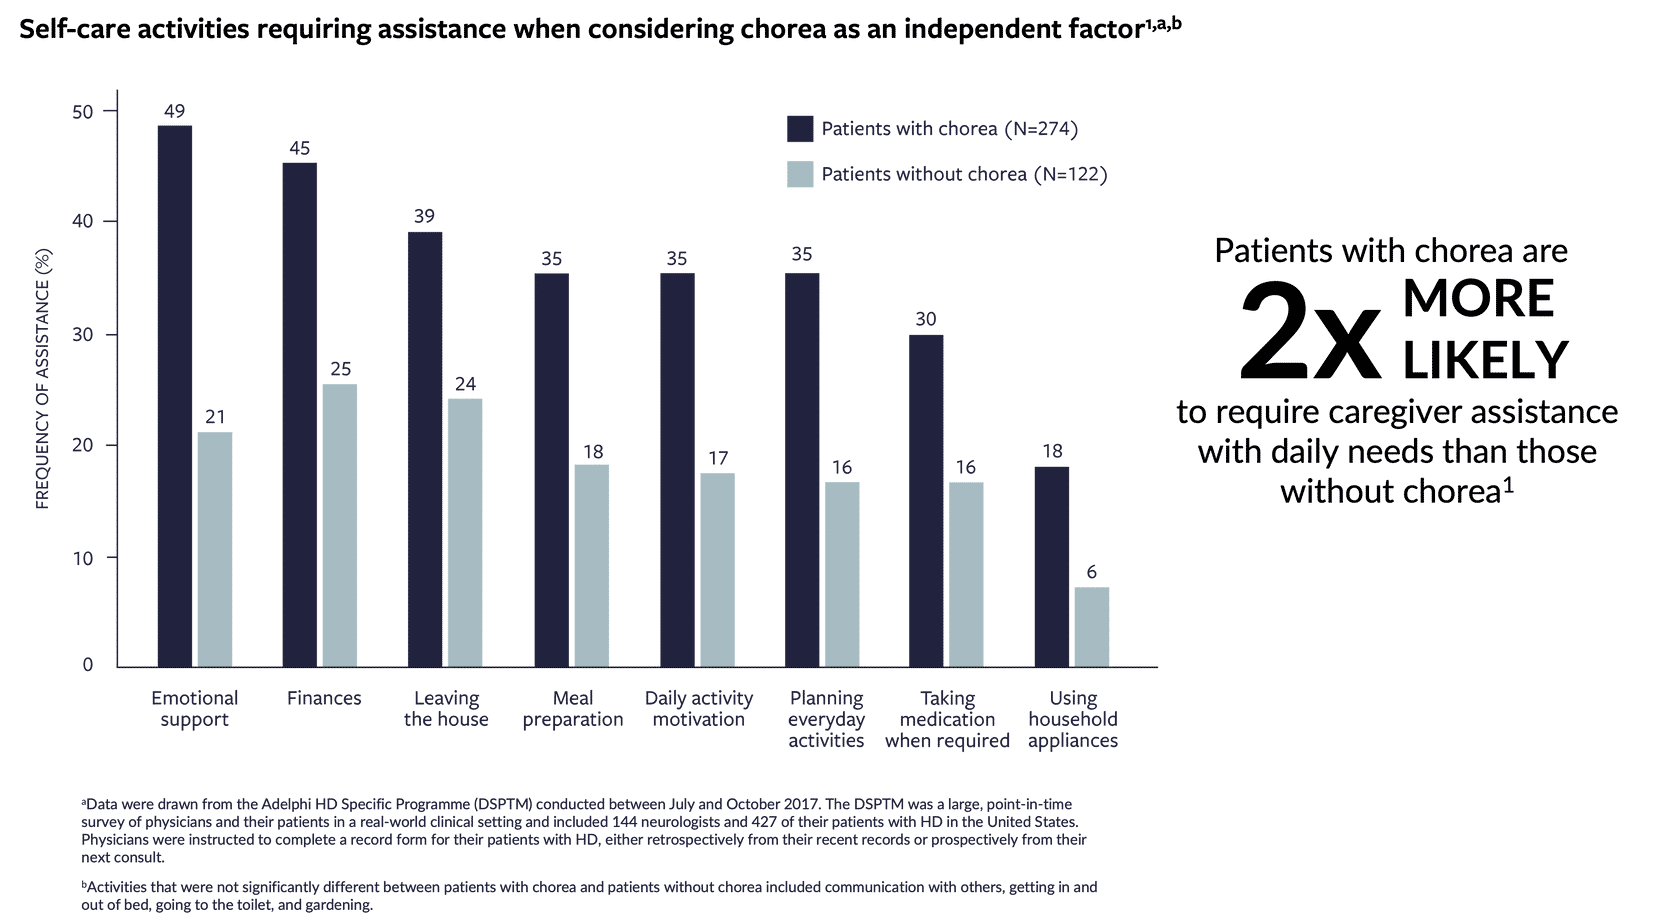 Self-care activities requiring assistance when considering chorea as an independent factor¹,ᵃ,ᵇ
FREQUENCY OF ASSISTANCE (%)
50
40
30
20
10
0
Patients with chorea (N=274)
Patients without chorea (N=122)
49
21
45
25
39
24
35
18
35
17
35
16
30
16
18
6
Emotional
support
Finances
Leaving
the house
Meal
preparation
Daily activity
motivation
Planning
everyday
activities
Taking
medication
when required
Using
household
appliances
Patients with chorea are
2x MORE
LIKELY
to require caregiver assistance
with daily needs than those
without chorea¹
ᵃData were drawn from the Adelphi HD Specific Programme (DSPTM) conducted between July and October 2017. The DSPTM was a large, point-in-time
survey of physicians and their patients in a real-world clinical setting and included 144 neurologists and 427 of their patients with HD in the United States.
Physicians were instructed to complete a record form for their patients with HD, either retrospectively from their recent records or prospectively from their
next consult.
ᵇActivities that were not significantly different between patients with chorea and patients without chorea included communication with others, getting in and
out of bed, going to the toilet, and gardening.